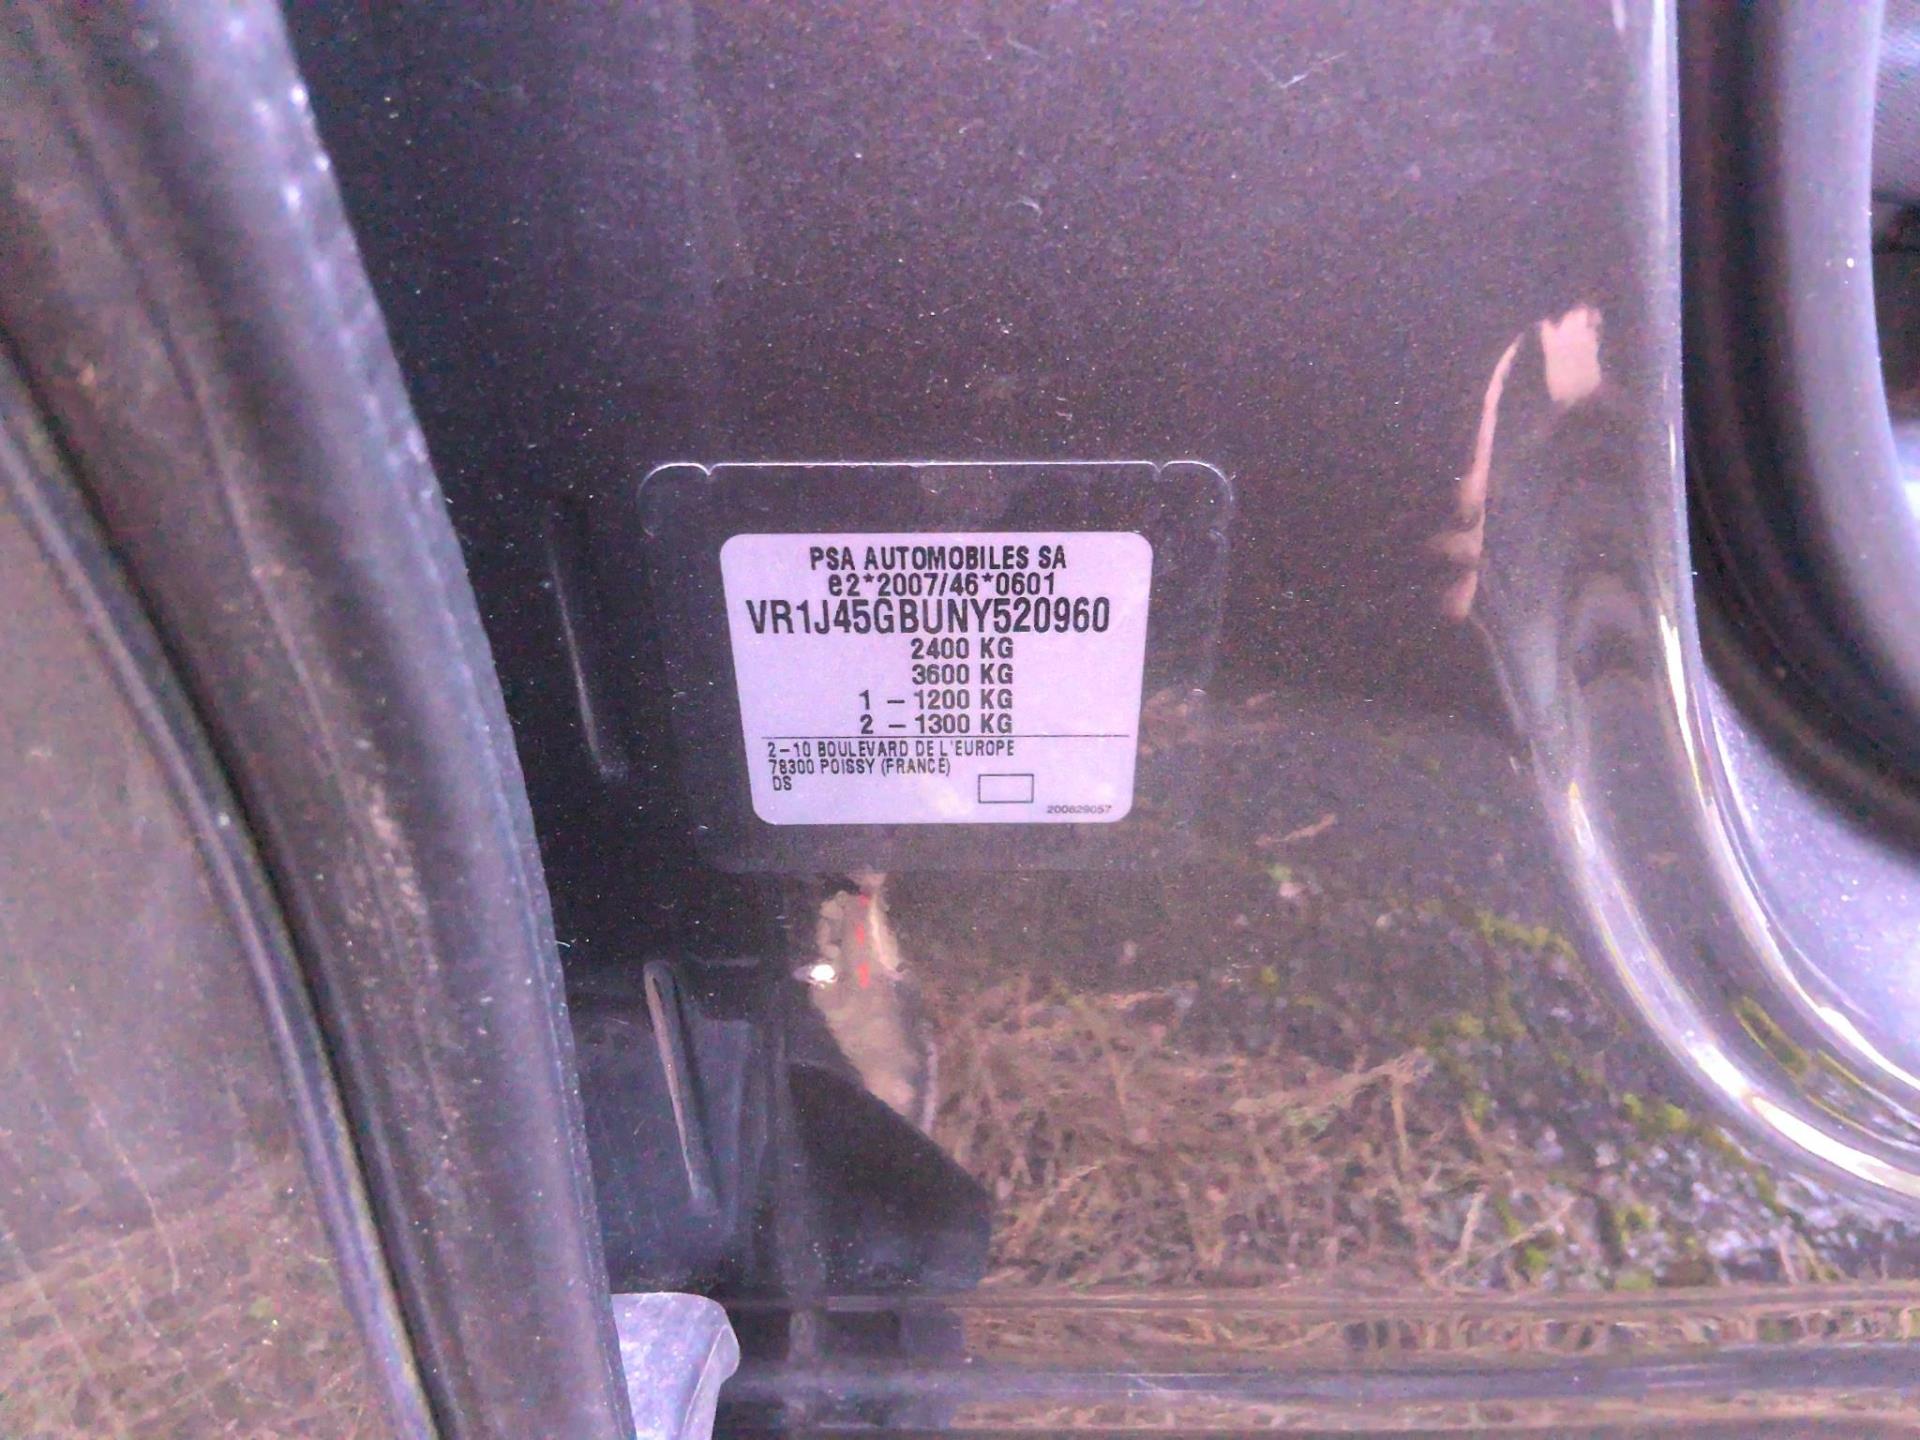 PSA AUTOMOBILES SA
e2*2007/46*0601
VR1J45GBUNY520960
2400 KG
3600 KG
1 – 1200 KG
2 – 1300 KG
2–10 BOULEVARD DE L'EUROPE
78300 POISSY (FRANCE)
DS
200829057